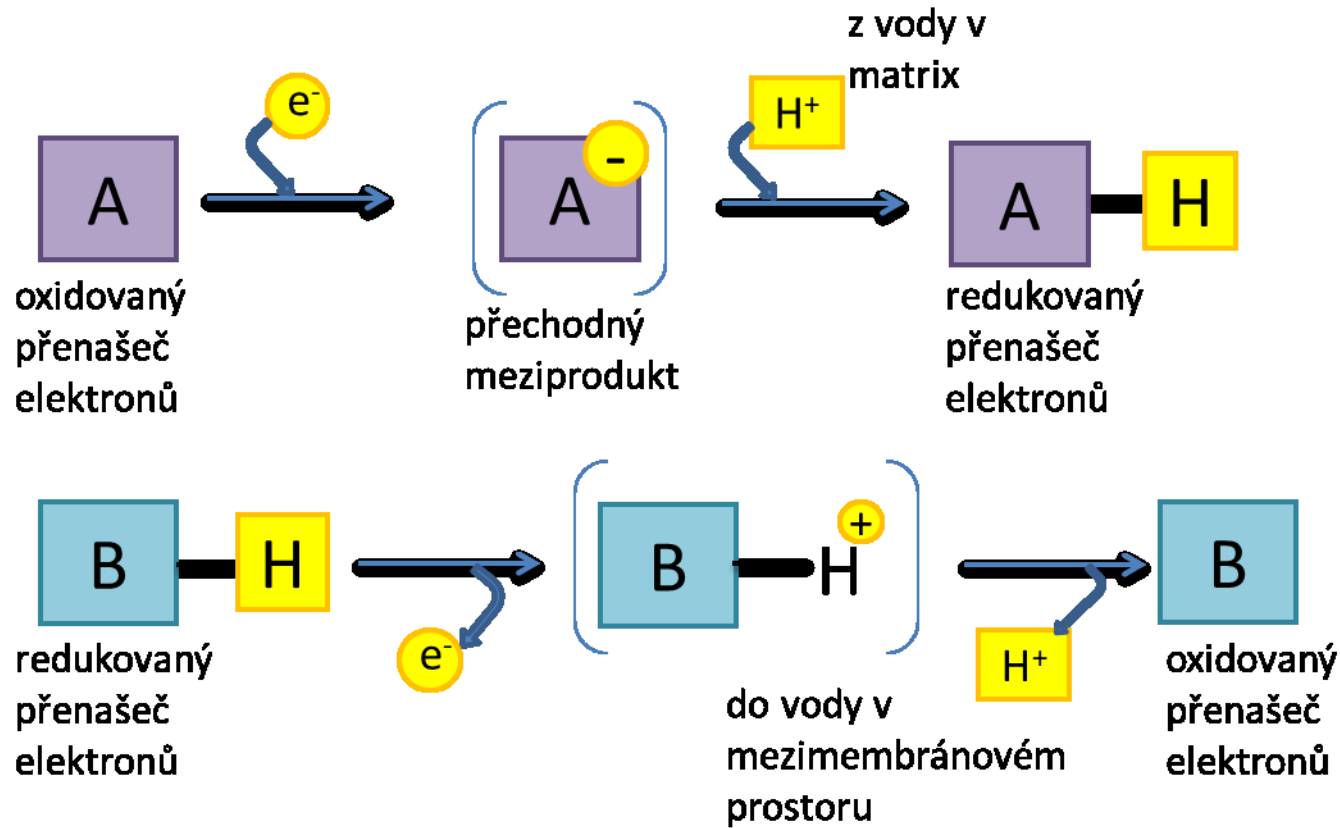 z vody v
matrix
e-
H+
A
A
-
A
H
oxidovaný
přenašeč
elektronů
přechodný
meziprodukt
redukovaný
přenašeč
elektronů
B
H
B
H
+
B
e-
H+
redukovaný
přenašeč
elektronů
do vody v
mezimembránovém
prostoru
oxidovaný
přenašeč
elektronů